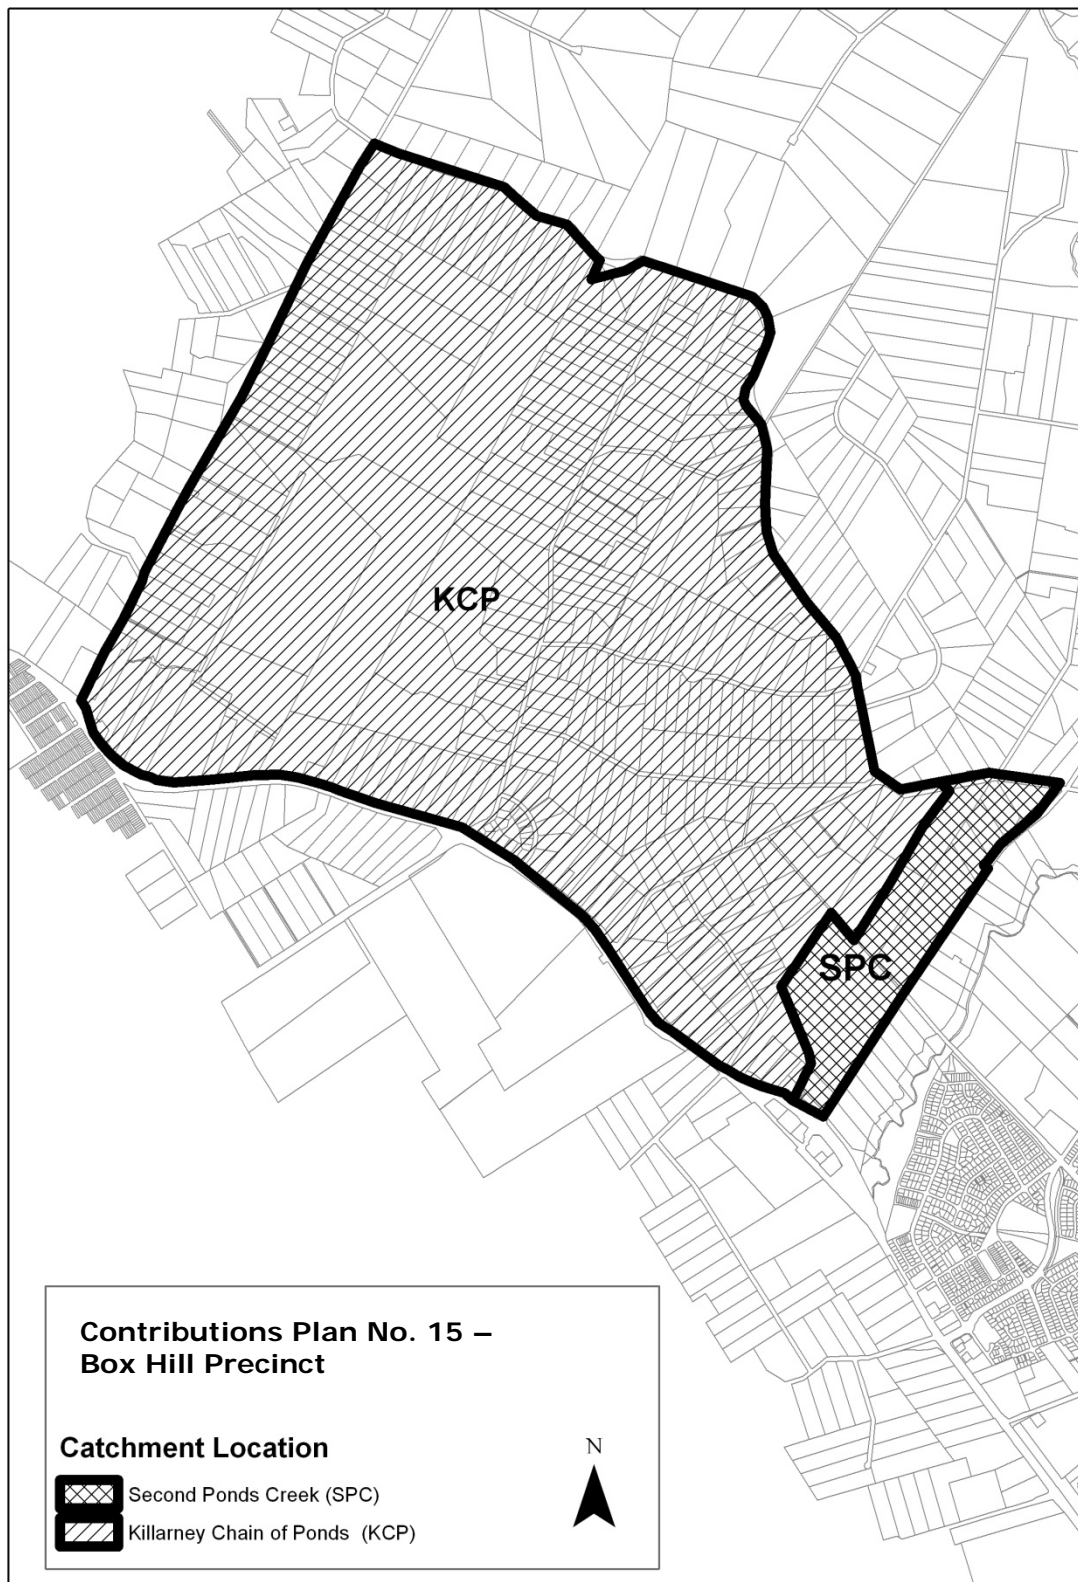 KCP
SPC
Contributions Plan No. 15 –
Box Hill Precinct
Catchment Location
N
Second Ponds Creek (SPC)
Killarney Chain of Ponds (KCP)